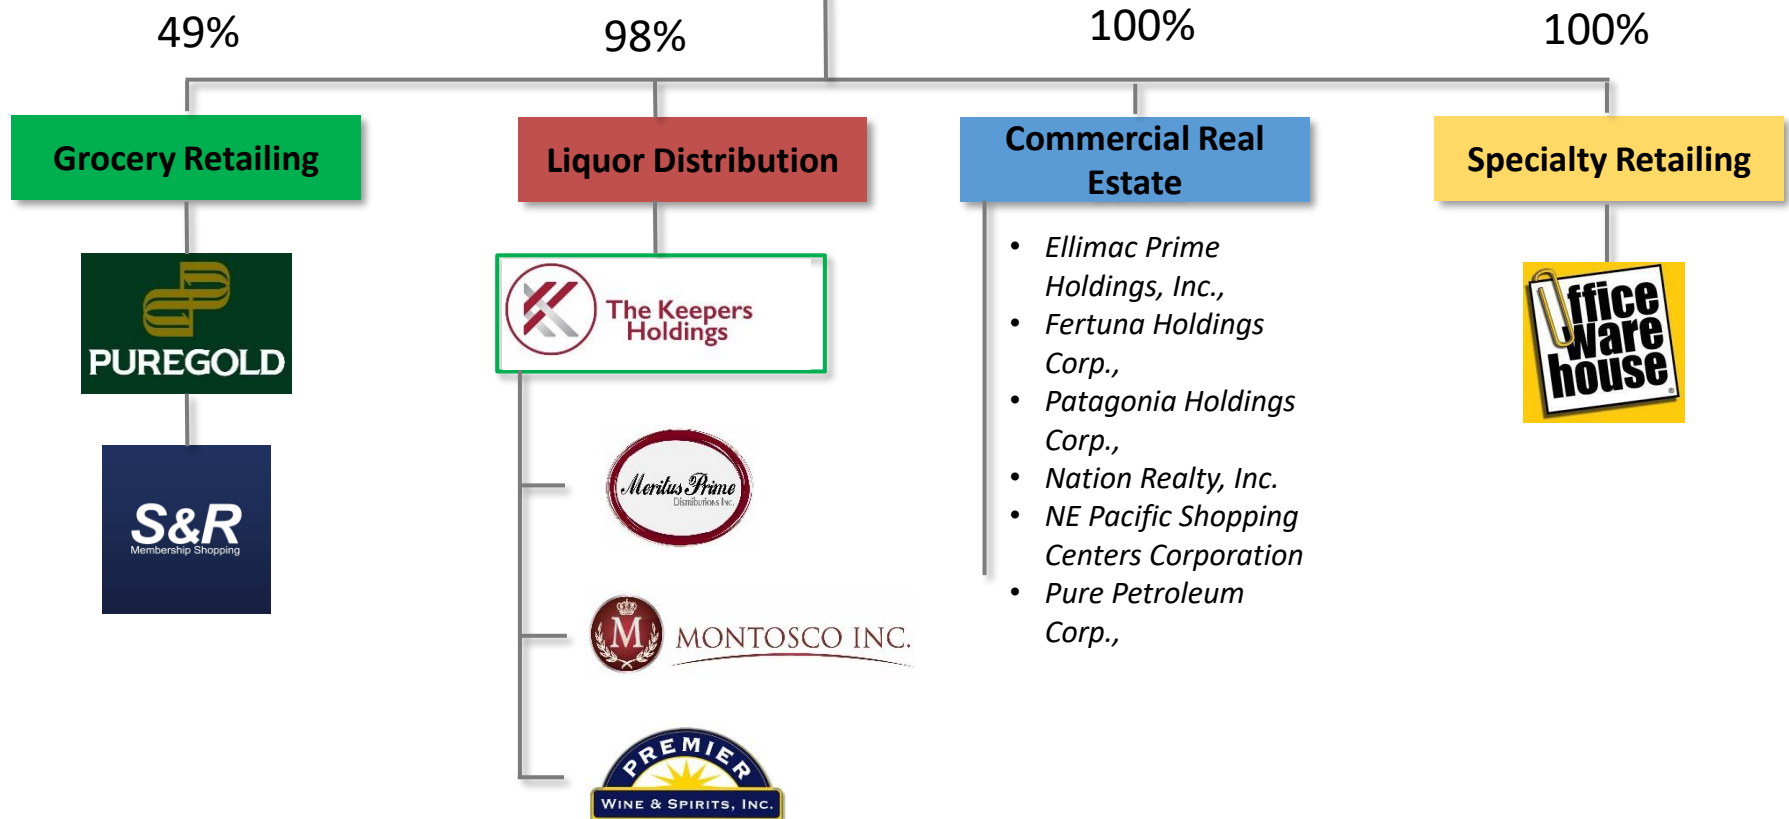 49%
98%
100%
100%
Grocery Retailing
Liquor Distribution
Commercial Real
Estate
Specialty Retailing
PUREGOLD
S&R
Membership Shopping
The Keepers
Holdings
Meritus Prime
Distributions Inc.
M
MONTOSCO INC.
PREMIER
WINE & SPIRITS, INC.
• Ellimac Prime
Holdings, Inc.,
• Fertuna Holdings
Corp.,
• Patagonia Holdings
Corp.,
• Nation Realty, Inc.
• NE Pacific Shopping
Centers Corporation
• Pure Petroleum
Corp.,
Office
ware
house®